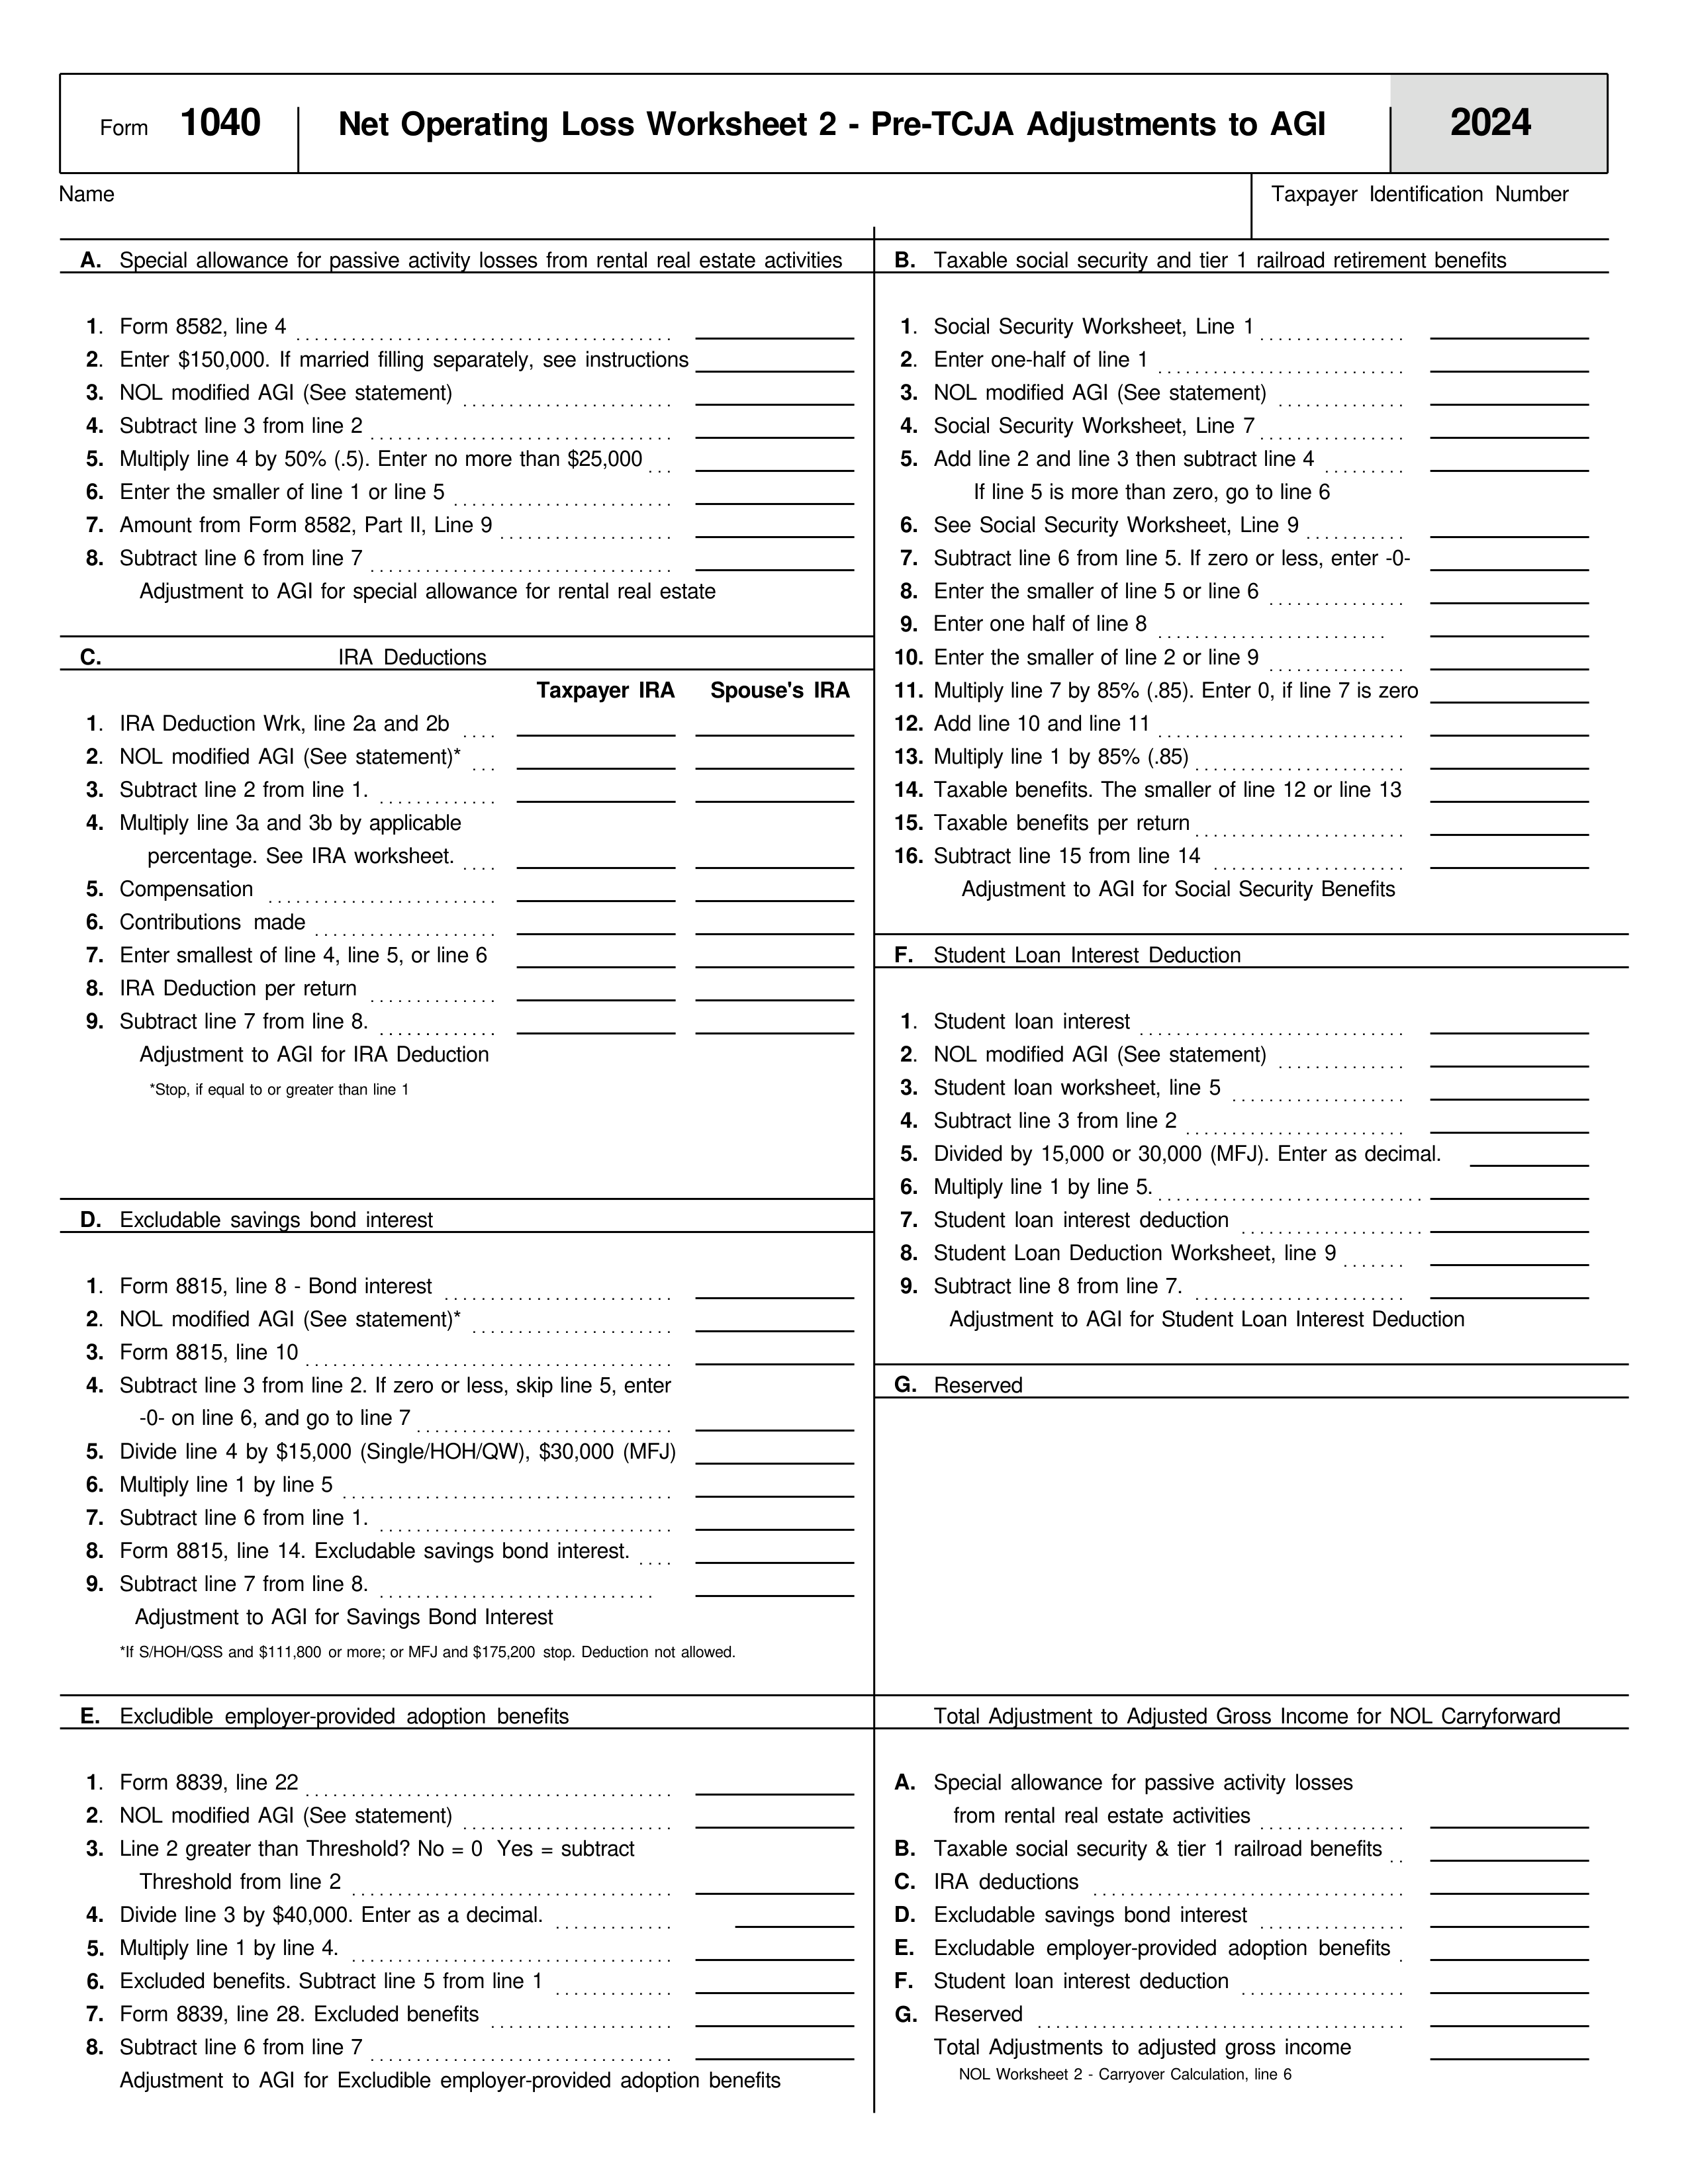 Form 1040 Net Operating Loss Worksheet 2 - Pre-TCJA Adjustments to AGI 2024
Name Taxpayer Identification Number
A. Special allowance for passive activity losses from rental real estate activities
1. Form 8582, line 4
2. Enter $150,000. If married filling separately, see instructions
3. NOL modified AGI (See statement)
4. Subtract line 3 from line 2
5. Multiply line 4 by 50% (.5). Enter no more than $25,000
6. Enter the smaller of line 1 or line 5
7. Amount from Form 8582, Part II, Line 9
8. Subtract line 6 from line 7
Adjustment to AGI for special allowance for rental real estate
C. IRA Deductions
Taxpayer IRA Spouse's IRA
1. IRA Deduction Wrk, line 2a and 2b
2. NOL modified AGI (See statement)*
3. Subtract line 2 from line 1.
4. Multiply line 3a and 3b by applicable
percentage. See IRA worksheet.
5. Compensation
6. Contributions made
7. Enter smallest of line 4, line 5, or line 6
8. IRA Deduction per return
9. Subtract line 7 from line 8.
Adjustment to AGI for IRA Deduction
*Stop, if equal to or greater than line 1
D. Excludable savings bond interest
1. Form 8815, line 8 - Bond interest
2. NOL modified AGI (See statement)*
3. Form 8815, line 10
4. Subtract line 3 from line 2. If zero or less, skip line 5, enter
-0- on line 6, and go to line 7
5. Divide line 4 by $15,000 (Single/HOH/QW), $30,000 (MFJ)
6. Multiply line 1 by line 5
7. Subtract line 6 from line 1.
8. Form 8815, line 14. Excludable savings bond interest.
9. Subtract line 7 from line 8.
Adjustment to AGI for Savings Bond Interest
*If S/HOH/QSS and $111,800 or more; or MFJ and $175,200 stop. Deduction not allowed.
E. Excludible employer-provided adoption benefits
1. Form 8839, line 22
2. NOL modified AGI (See statement)
3. Line 2 greater than Threshold? No = 0 Yes = subtract
Threshold from line 2
4. Divide line 3 by $40,000. Enter as a decimal.
5. Multiply line 1 by line 4.
6. Excluded benefits. Subtract line 5 from line 1
7. Form 8839, line 28. Excluded benefits
8. Subtract line 6 from line 7
Adjustment to AGI for Excludible employer-provided adoption benefits
B. Taxable social security and tier 1 railroad retirement benefits
1. Social Security Worksheet, Line 1
2. Enter one-half of line 1
3. NOL modified AGI (See statement)
4. Social Security Worksheet, Line 7
5. Add line 2 and line 3 then subtract line 4
If line 5 is more than zero, go to line 6
6. See Social Security Worksheet, Line 9
7. Subtract line 6 from line 5. If zero or less, enter -0-
8. Enter the smaller of line 5 or line 6
9. Enter one half of line 8
10. Enter the smaller of line 2 or line 9
11. Multiply line 7 by 85% (.85). Enter 0, if line 7 is zero
12. Add line 10 and line 11
13. Multiply line 1 by 85% (.85)
14. Taxable benefits. The smaller of line 12 or line 13
15. Taxable benefits per return
16. Subtract line 15 from line 14
Adjustment to AGI for Social Security Benefits
F. Student Loan Interest Deduction
1. Student loan interest
2. NOL modified AGI (See statement)
3. Student loan worksheet, line 5
4. Subtract line 3 from line 2
5. Divided by 15,000 or 30,000 (MFJ). Enter as decimal.
6. Multiply line 1 by line 5.
7. Student loan interest deduction
8. Student Loan Deduction Worksheet, line 9
9. Subtract line 8 from line 7.
Adjustment to AGI for Student Loan Interest Deduction
G. Reserved
Total Adjustment to Adjusted Gross Income for NOL Carryforward
A. Special allowance for passive activity losses
from rental real estate activities
B. Taxable social security & tier 1 railroad benefits
C. IRA deductions
D. Excludable savings bond interest
E. Excludable employer-provided adoption benefits
F. Student loan interest deduction
G. Reserved
Total Adjustments to adjusted gross income
NOL Worksheet 2 - Carryover Calculation, line 6